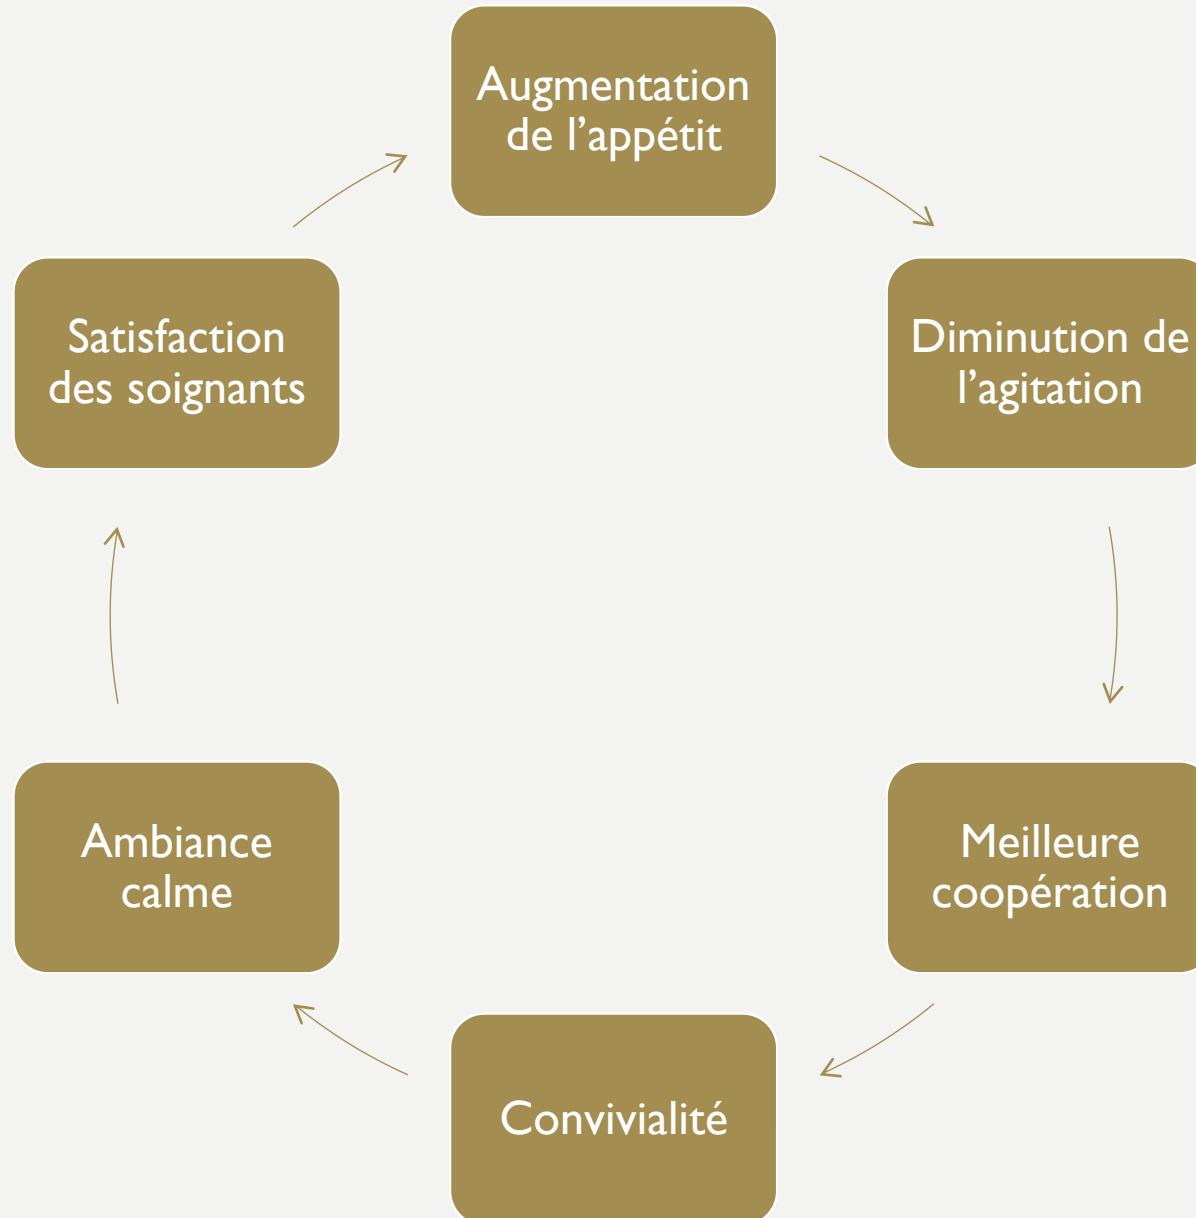 Augmentation
de l’appétit
Diminution de
l’agitation
Meilleure
coopération
Convivialité
Ambiance
calme
Satisfaction
des soignants